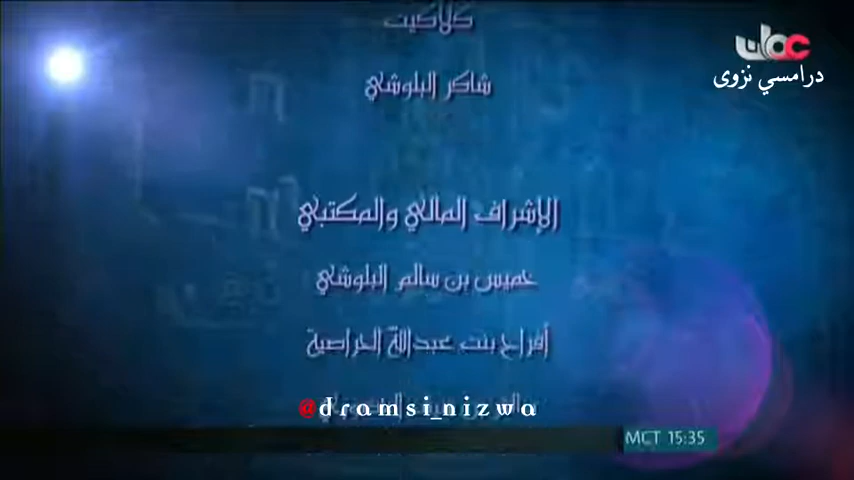 كلاكيت
عمان
درامسي نزوى
شاكر البلوشي
الإشراف المالي والمكتبي
خميس بن سالم البلوشي
أفراح بنت عبدالله الحراصية
@dramsi_nizwa
MCT 15:35